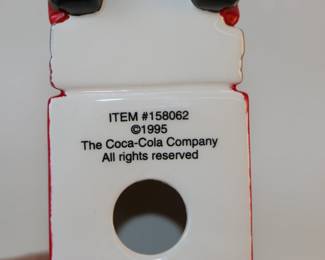 ITEM #158062
©1995
The Coca-Cola Company
All rights reserved